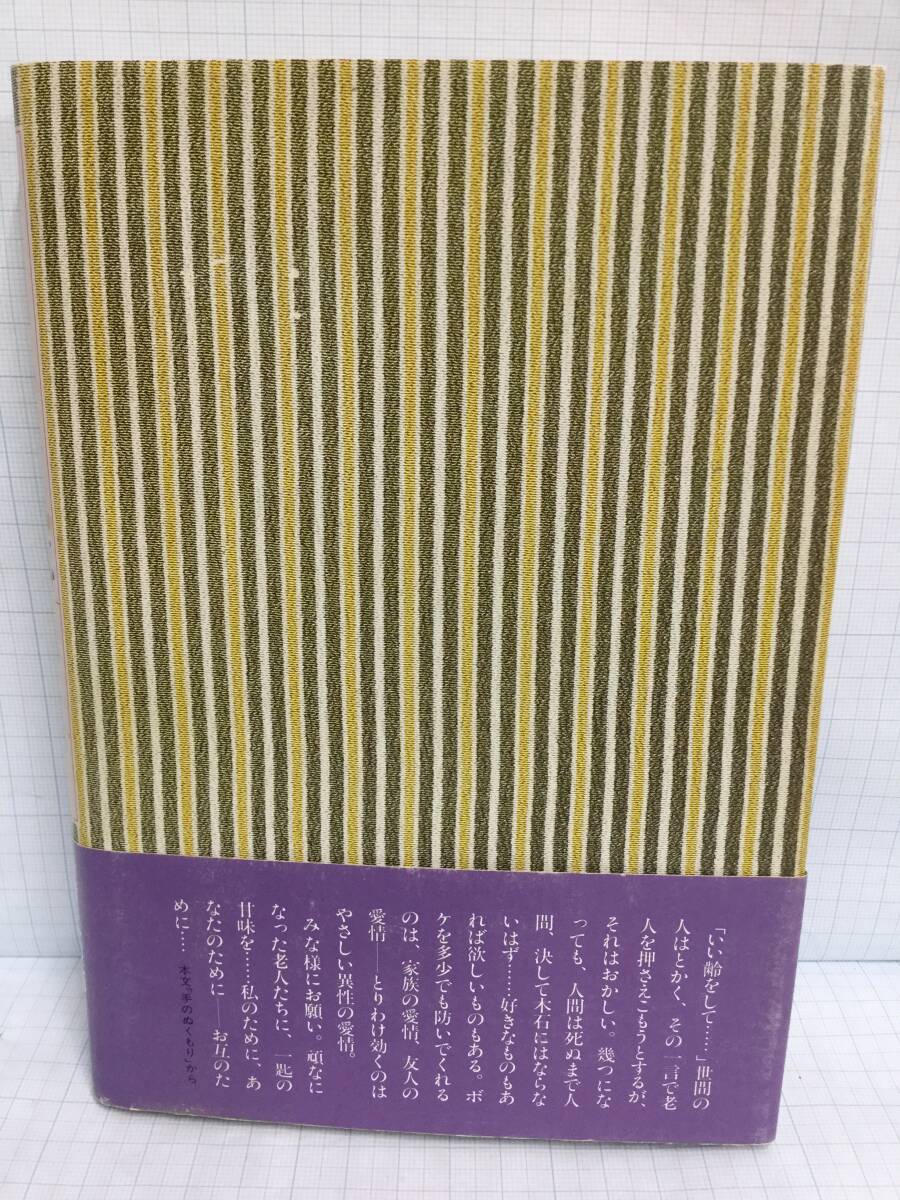 「いい齢をして……」世間の
人はとかく、その一言で老
人を押さえこもうとするが、
それはおかしい。幾つにな
っても、人間は死ぬまで人
間、決して木石にはならな
いはず……好きなものもあ
れば欲しいものもある。ボ
ケを多少でも防いでくれる
のは、家族の愛情、友人の
愛情――とりわけ効くのは
やさしい異性の愛情。
みな様にお願い。頑なに
なった老人たちに、一匙の
甘味を……私のために、あ
なたのために――お互のた
めに……
本文「手のぬくもり」から